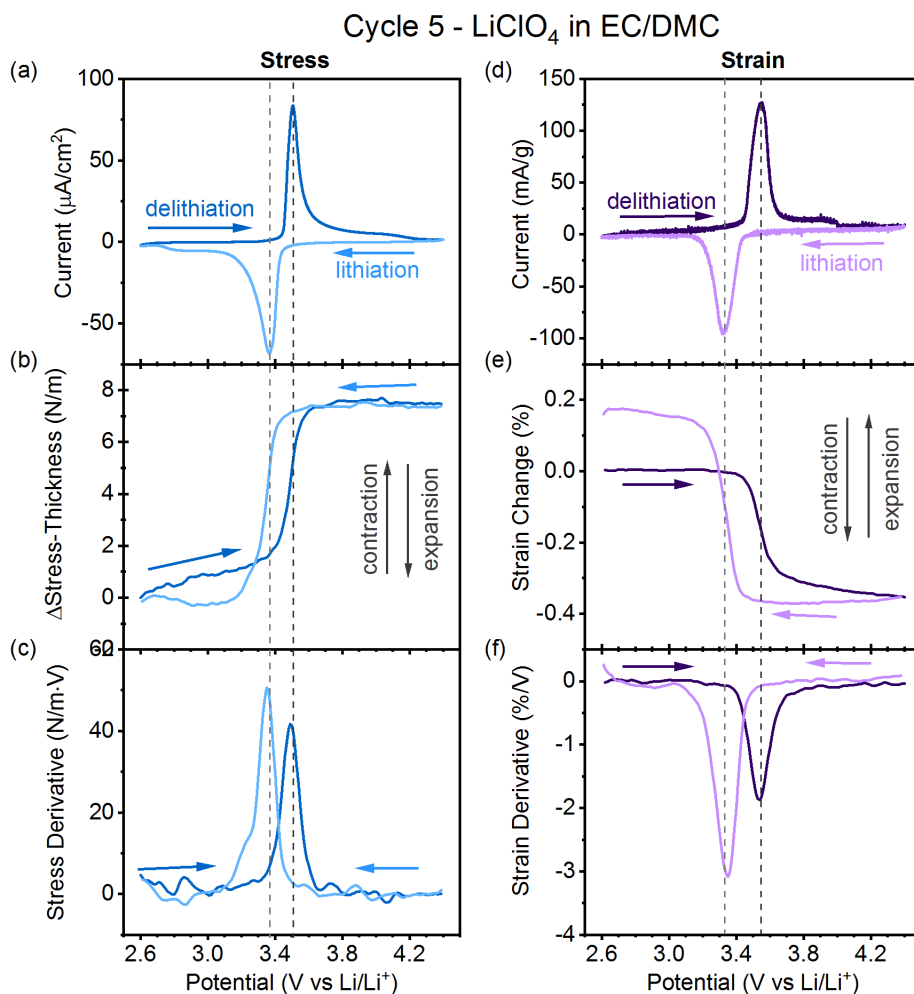 Cycle 5 - LiClO₄ in EC/DMC
(a)
Stress
100
50
0
-50
Current (μA/cm²)
delithiation
lithiation
(b)
8
6
4
2
0
ΔStress-Thickness (N/m)
contraction
expansion
(c)
60
40
20
0
Stress Derivative (N/m·V)
2.6 3.0 3.4 3.8 4.2
Potential (V vs Li/Li⁺)
(d)
Strain
150
100
50
0
-50
-100
Current (mA/g)
delithiation
lithiation
(e)
0.2
0.0
-0.2
-0.4
Strain Change (%)
contraction
expansion
(f)
0
-1
-2
-3
-4
Strain Derivative (%/V)
2.6 3.0 3.4 3.8 4.2
Potential (V vs Li/Li⁺)